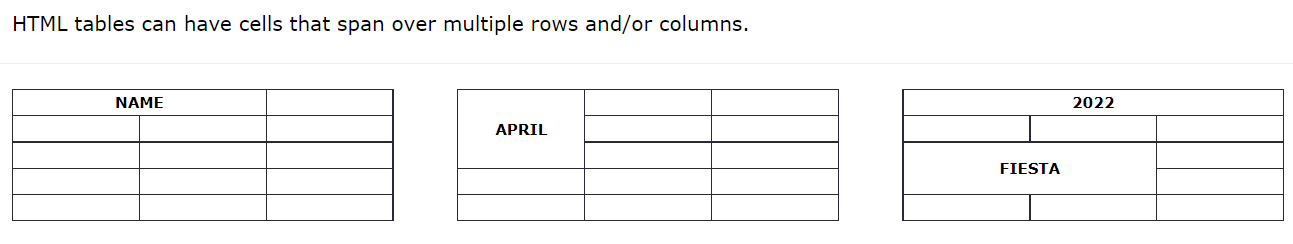 HTML tables can have cells that span over multiple rows and/or columns.
NAME
APRIL
2022
FIESTA